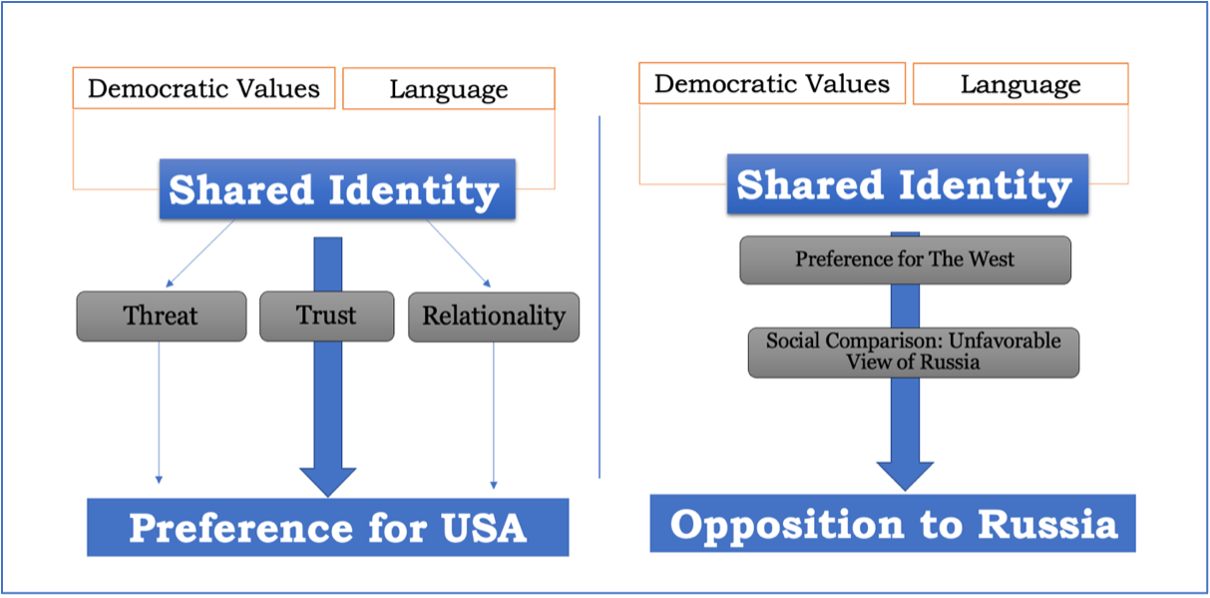 Democratic Values
Language
Shared Identity
Threat
Trust
Relationality
Preference for USA
Democratic Values
Language
Shared Identity
Preference for The West
Social Comparison: Unfavorable
View of Russia
Opposition to Russia